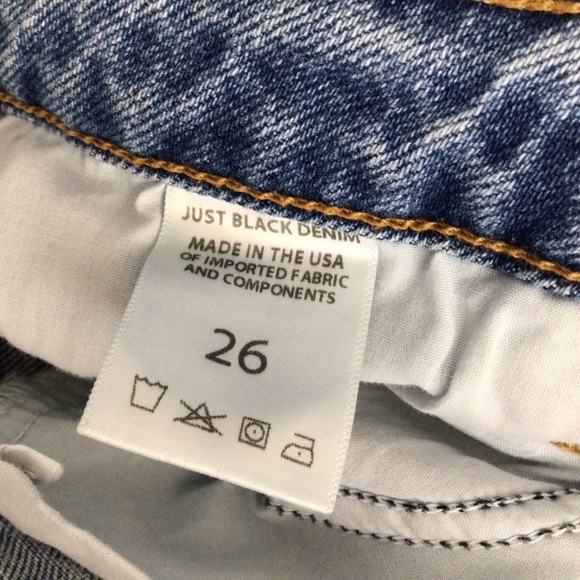 JUST BLACK DENIM
MADE IN THE USA
OF IMPORTED FABRIC
AND COMPONENTS
26